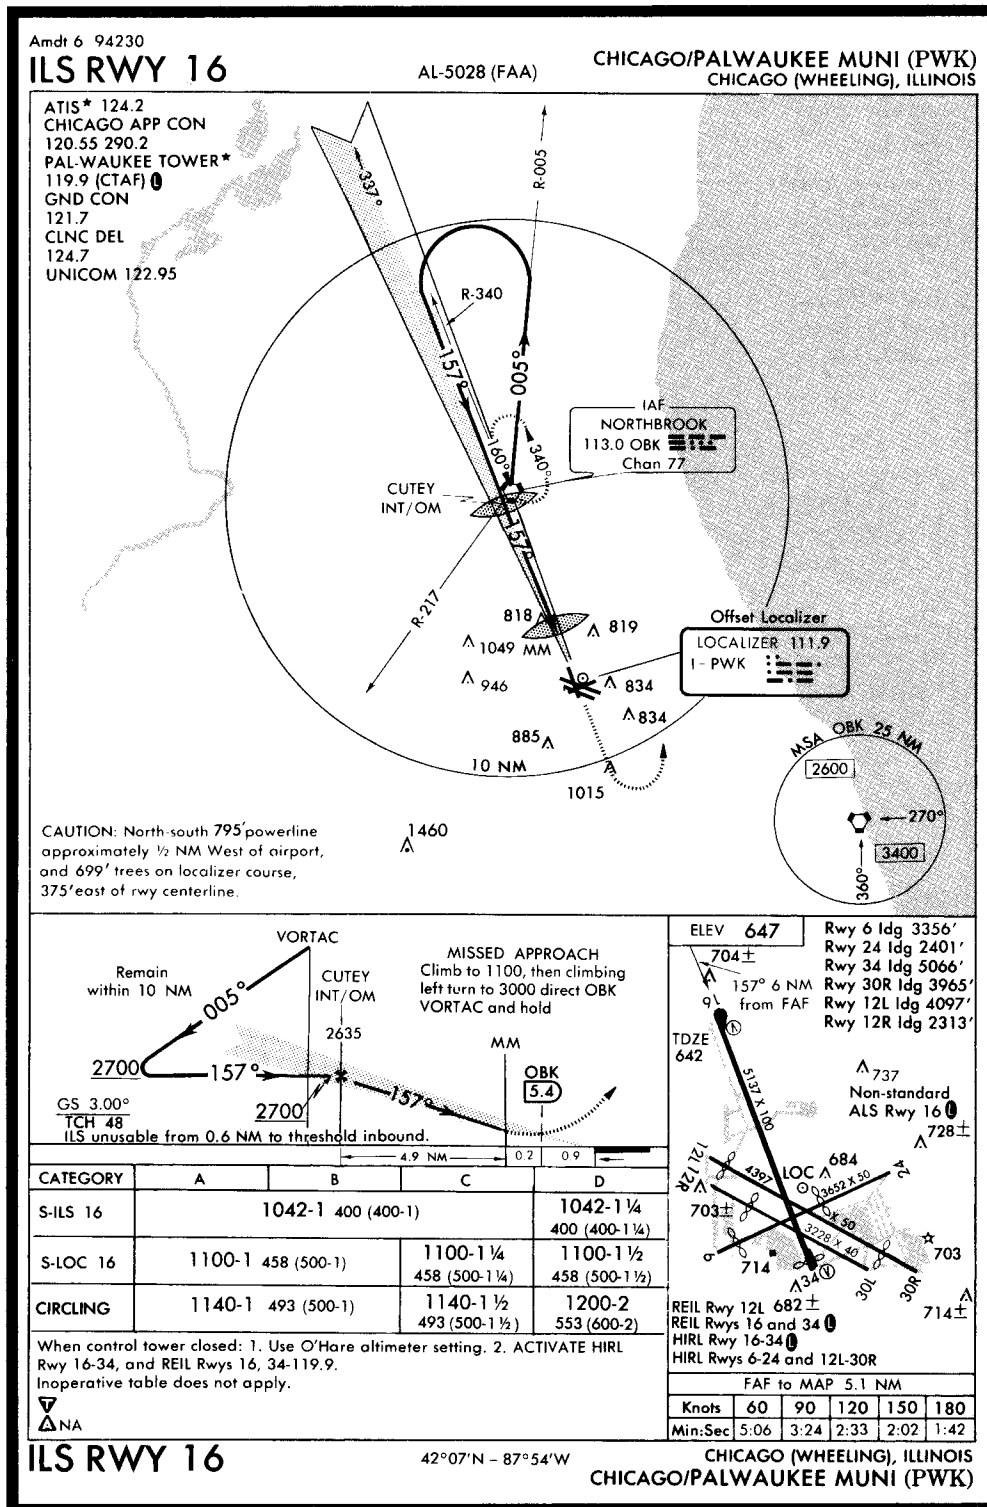 Amdt 6 94230
ILS RWY 16
AL-5028 (FAA)
CHICAGO/PALWAUKEE MUNI (PWK)
CHICAGO (WHEELING), ILLINOIS
ATIS* 124.2
CHICAGO APP CON
120.55 290.2
PAL-WAUKEE TOWER*
119.9 (CTAF) L
GND CON
121.7
CLNC DEL
124.7
UNICOM 122.95
337°
R-005
R-340
157°
005°
IAF
NORTHBROOK
113.0 OBK
Chan 77
160°
340°
CUTEY
INT/OM
157°
R-217
818
819
1049
MM
946
834
834
885
Offset Localizer
LOCALIZER 111.9
I-PWK
10 NM
1015
MSA OBK 25 NM
2600
270°
3400
360°
1460
CAUTION: North-south 795' powerline
approximately ½ NM West of airport,
and 699' trees on localizer course,
375' east of rwy centerline.
VORTAC
Remain
within 10 NM
005°
CUTEY
INT/OM
2635
MISSED APPROACH
Climb to 1100, then climbing
left turn to 3000 direct OBK
VORTAC and hold
MM
OBK
5.4
2700
157°
2700
157°
GS 3.00°
TCH 48
ILS unusable from 0.6 NM to threshold inbound.
4.9 NM
0.2
0.9
CATEGORY A B C D
S-ILS 16 1042-1 400 (400-1) 1042-1¼ 400 (400-1¼)
S-LOC 16 1100-1 458 (500-1) 1100-1¼ 458 (500-1¼) 1100-1½ 458 (500-1½)
CIRCLING 1140-1 493 (500-1) 1140-1½ 493 (500-1½) 1200-2 553 (600-2)
When control tower closed: 1. Use O'Hare altimeter setting. 2. ACTIVATE HIRL
Rwy 16-34, and REIL Rwys 16, 34-119.9.
Inoperative table does not apply.
T
A NA
ELEV 647
Rwy 6 ldg 3356'
Rwy 24 ldg 2401'
Rwy 34 ldg 5066'
Rwy 30R ldg 3965'
Rwy 12L ldg 4097'
Rwy 12R ldg 2313'
704±
157° 6 NM
from FAF
16
V
TDZE
642
5137 X 100
737
Non-standard
ALS Rwy 16 L
728±
12L
12R
4397 X 50
LOC
684
3652 X 50
24
703±
3228 X 40
6
714
34
V
30L
30R
703
682±
714±
REIL Rwy 12L
REIL Rwys 16 and 34 L
HIRL Rwy 16-34 L
HIRL Rwys 6-24 and 12L-30R
FAF to MAP 5.1 NM
Knots 60 90 120 150 180
Min:Sec 5:06 3:24 2:33 2:02 1:42
ILS RWY 16
42°07'N – 87°54'W
CHICAGO (WHEELING), ILLINOIS
CHICAGO/PALWAUKEE MUNI (PWK)